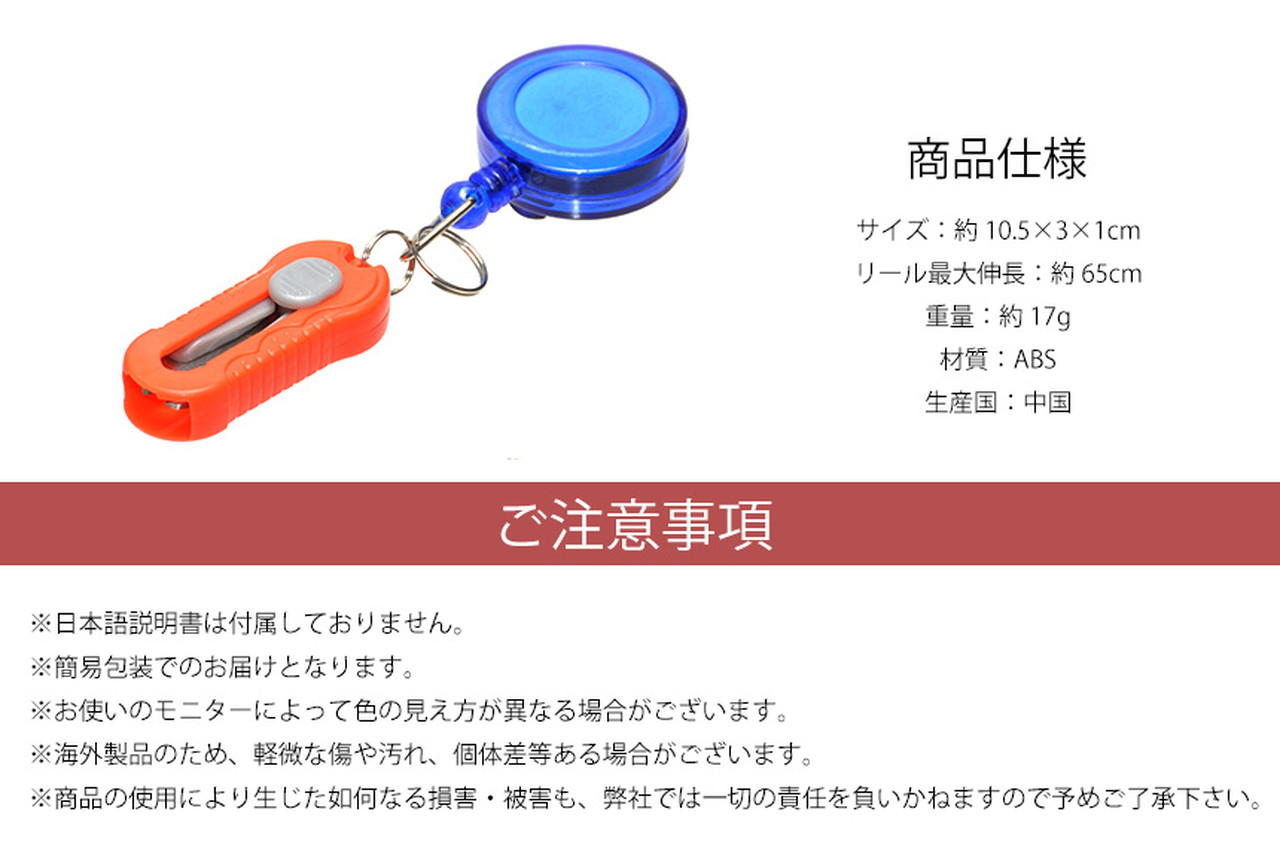 商品仕様
サイズ：約 10.5×3×1cm
リール最大伸長：約 65cm
重量：約 17g
材質：ABS
生産国：中国
ご注意事項
※日本語説明書は付属しておりません。
※簡易包装でのお届けとなります。
※お使いのモニターによって色の見え方が異なる場合がございます。
※海外製品のため、軽微な傷や汚れ、個体差等ある場合がございます。
※商品の使用により生じた如何なる損害・被害も、弊社では一切の責任を負いかねますので予めご了承下さい。